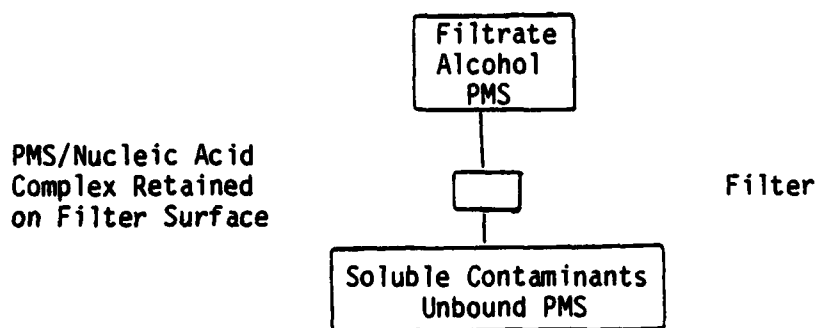 Filtrate
Alcohol
PMS
PMS/Nucleic Acid
Complex Retained
on Filter Surface
Filter
Soluble Contaminants
Unbound PMS